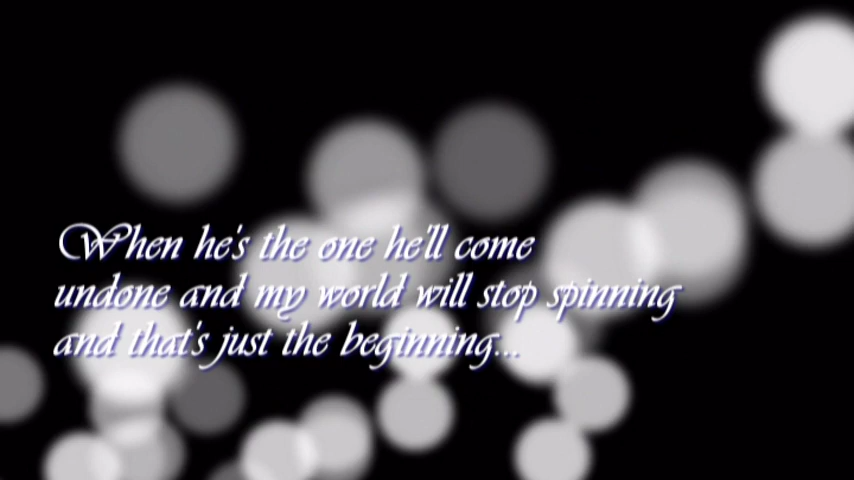 When he's the one he'll come
undone and my world will stop spinning
and that's just the beginning...